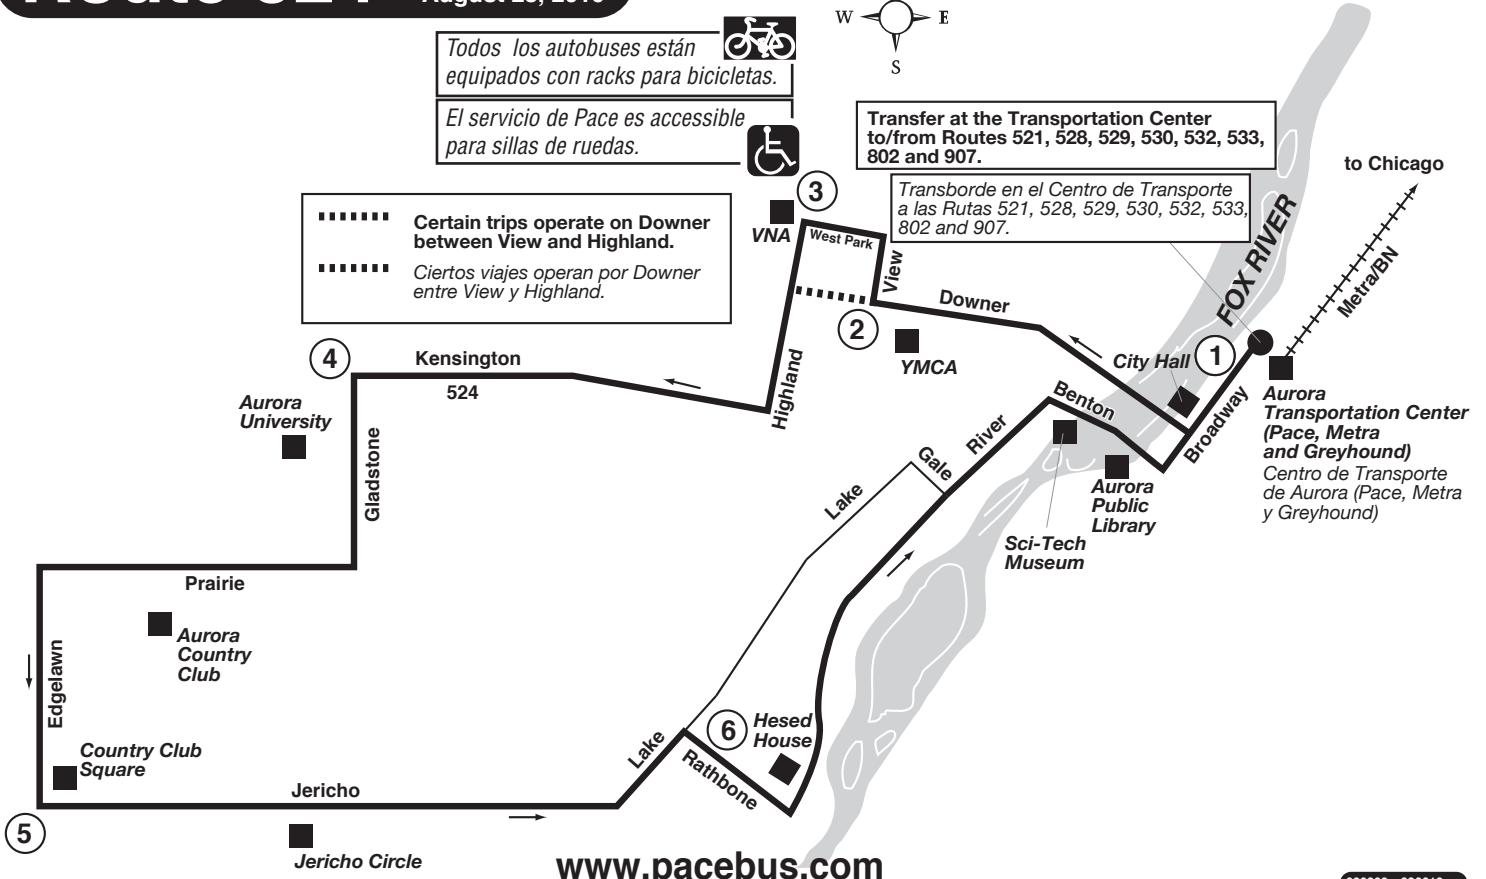 Todos los autobuses están
equipados con racks para bicicletas.
El servicio de Pace es accessible
para sillas de ruedas.
W
E
S
Transfer at the Transportation Center
to/from Routes 521, 528, 529, 530, 532, 533,
802 and 907.
Transborde en el Centro de Transporte
a las Rutas 521, 528, 529, 530, 532, 533,
802 and 907.
to Chicago
Metra/BN
FOX RIVER
Certain trips operate on Downer
between View and Highland.
Ciertos viajes operan por Downer
entre View y Highland.
3
VNA
West Park
View
Downer
2
YMCA
City Hall
1
Aurora
Transportation Center
(Pace, Metra
and Greyhound)
Centro de Transporte
de Aurora (Pace, Metra
y Greyhound)
Broadway
Benton
4
Kensington
524
Highland
Aurora
University
Gladstone
River
Gale
Lake
Aurora
Public
Library
Sci-Tech
Museum
Prairie
Aurora
Country
Club
Edgelawn
Country Club
Square
6
Hesed
House
Lake
Rathbone
Jericho
5
Jericho Circle
www.pacebus.com